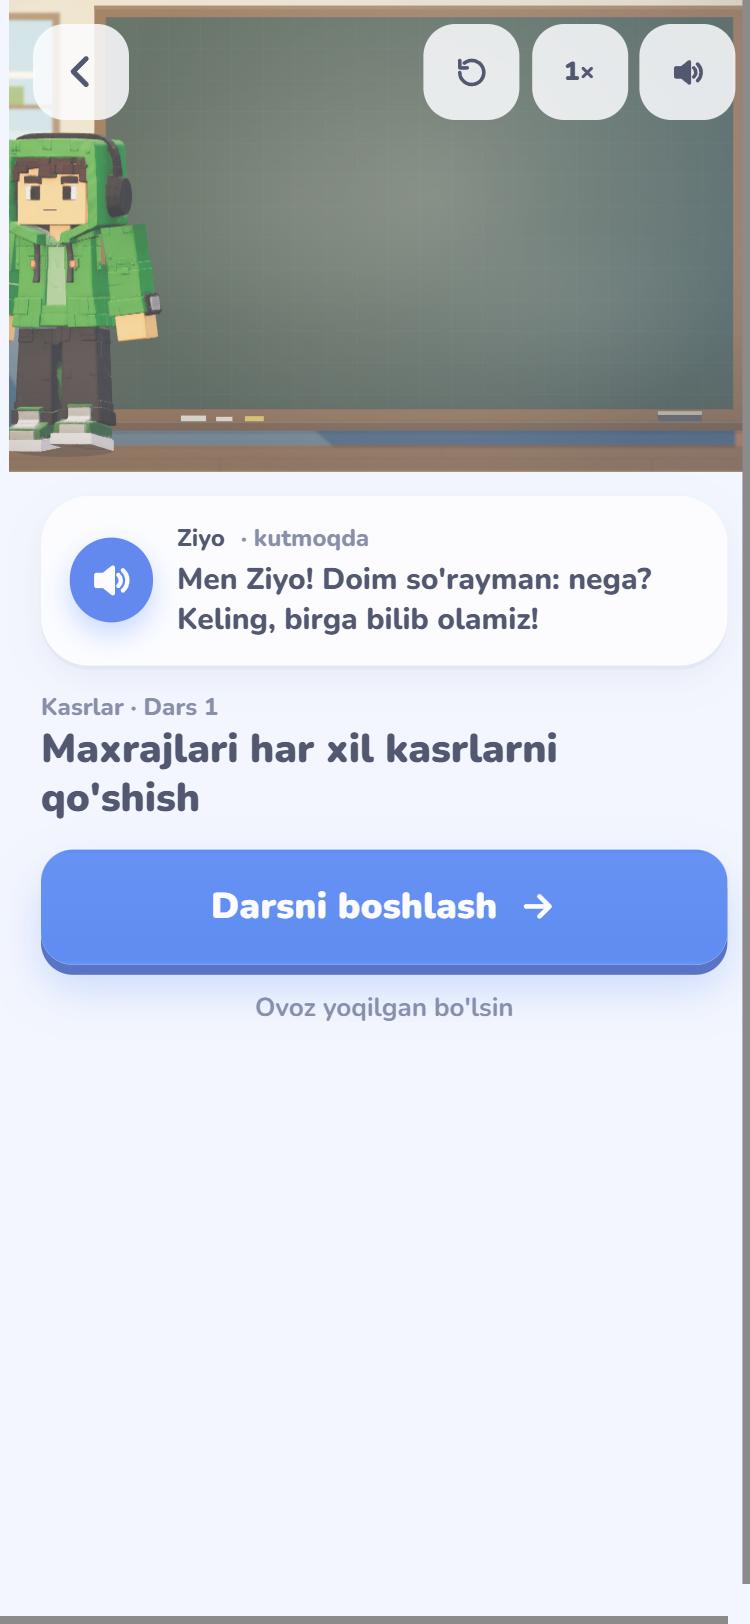 1×
Ziyo · kutmoqda
Men Ziyo! Doim so'rayman: nega?
Keling, birga bilib olamiz!
Kasrlar · Dars 1
Maxrajlari har xil kasrlarni
qo'shish
Darsni boshlash →
Ovoz yoqilgan bo'lsin